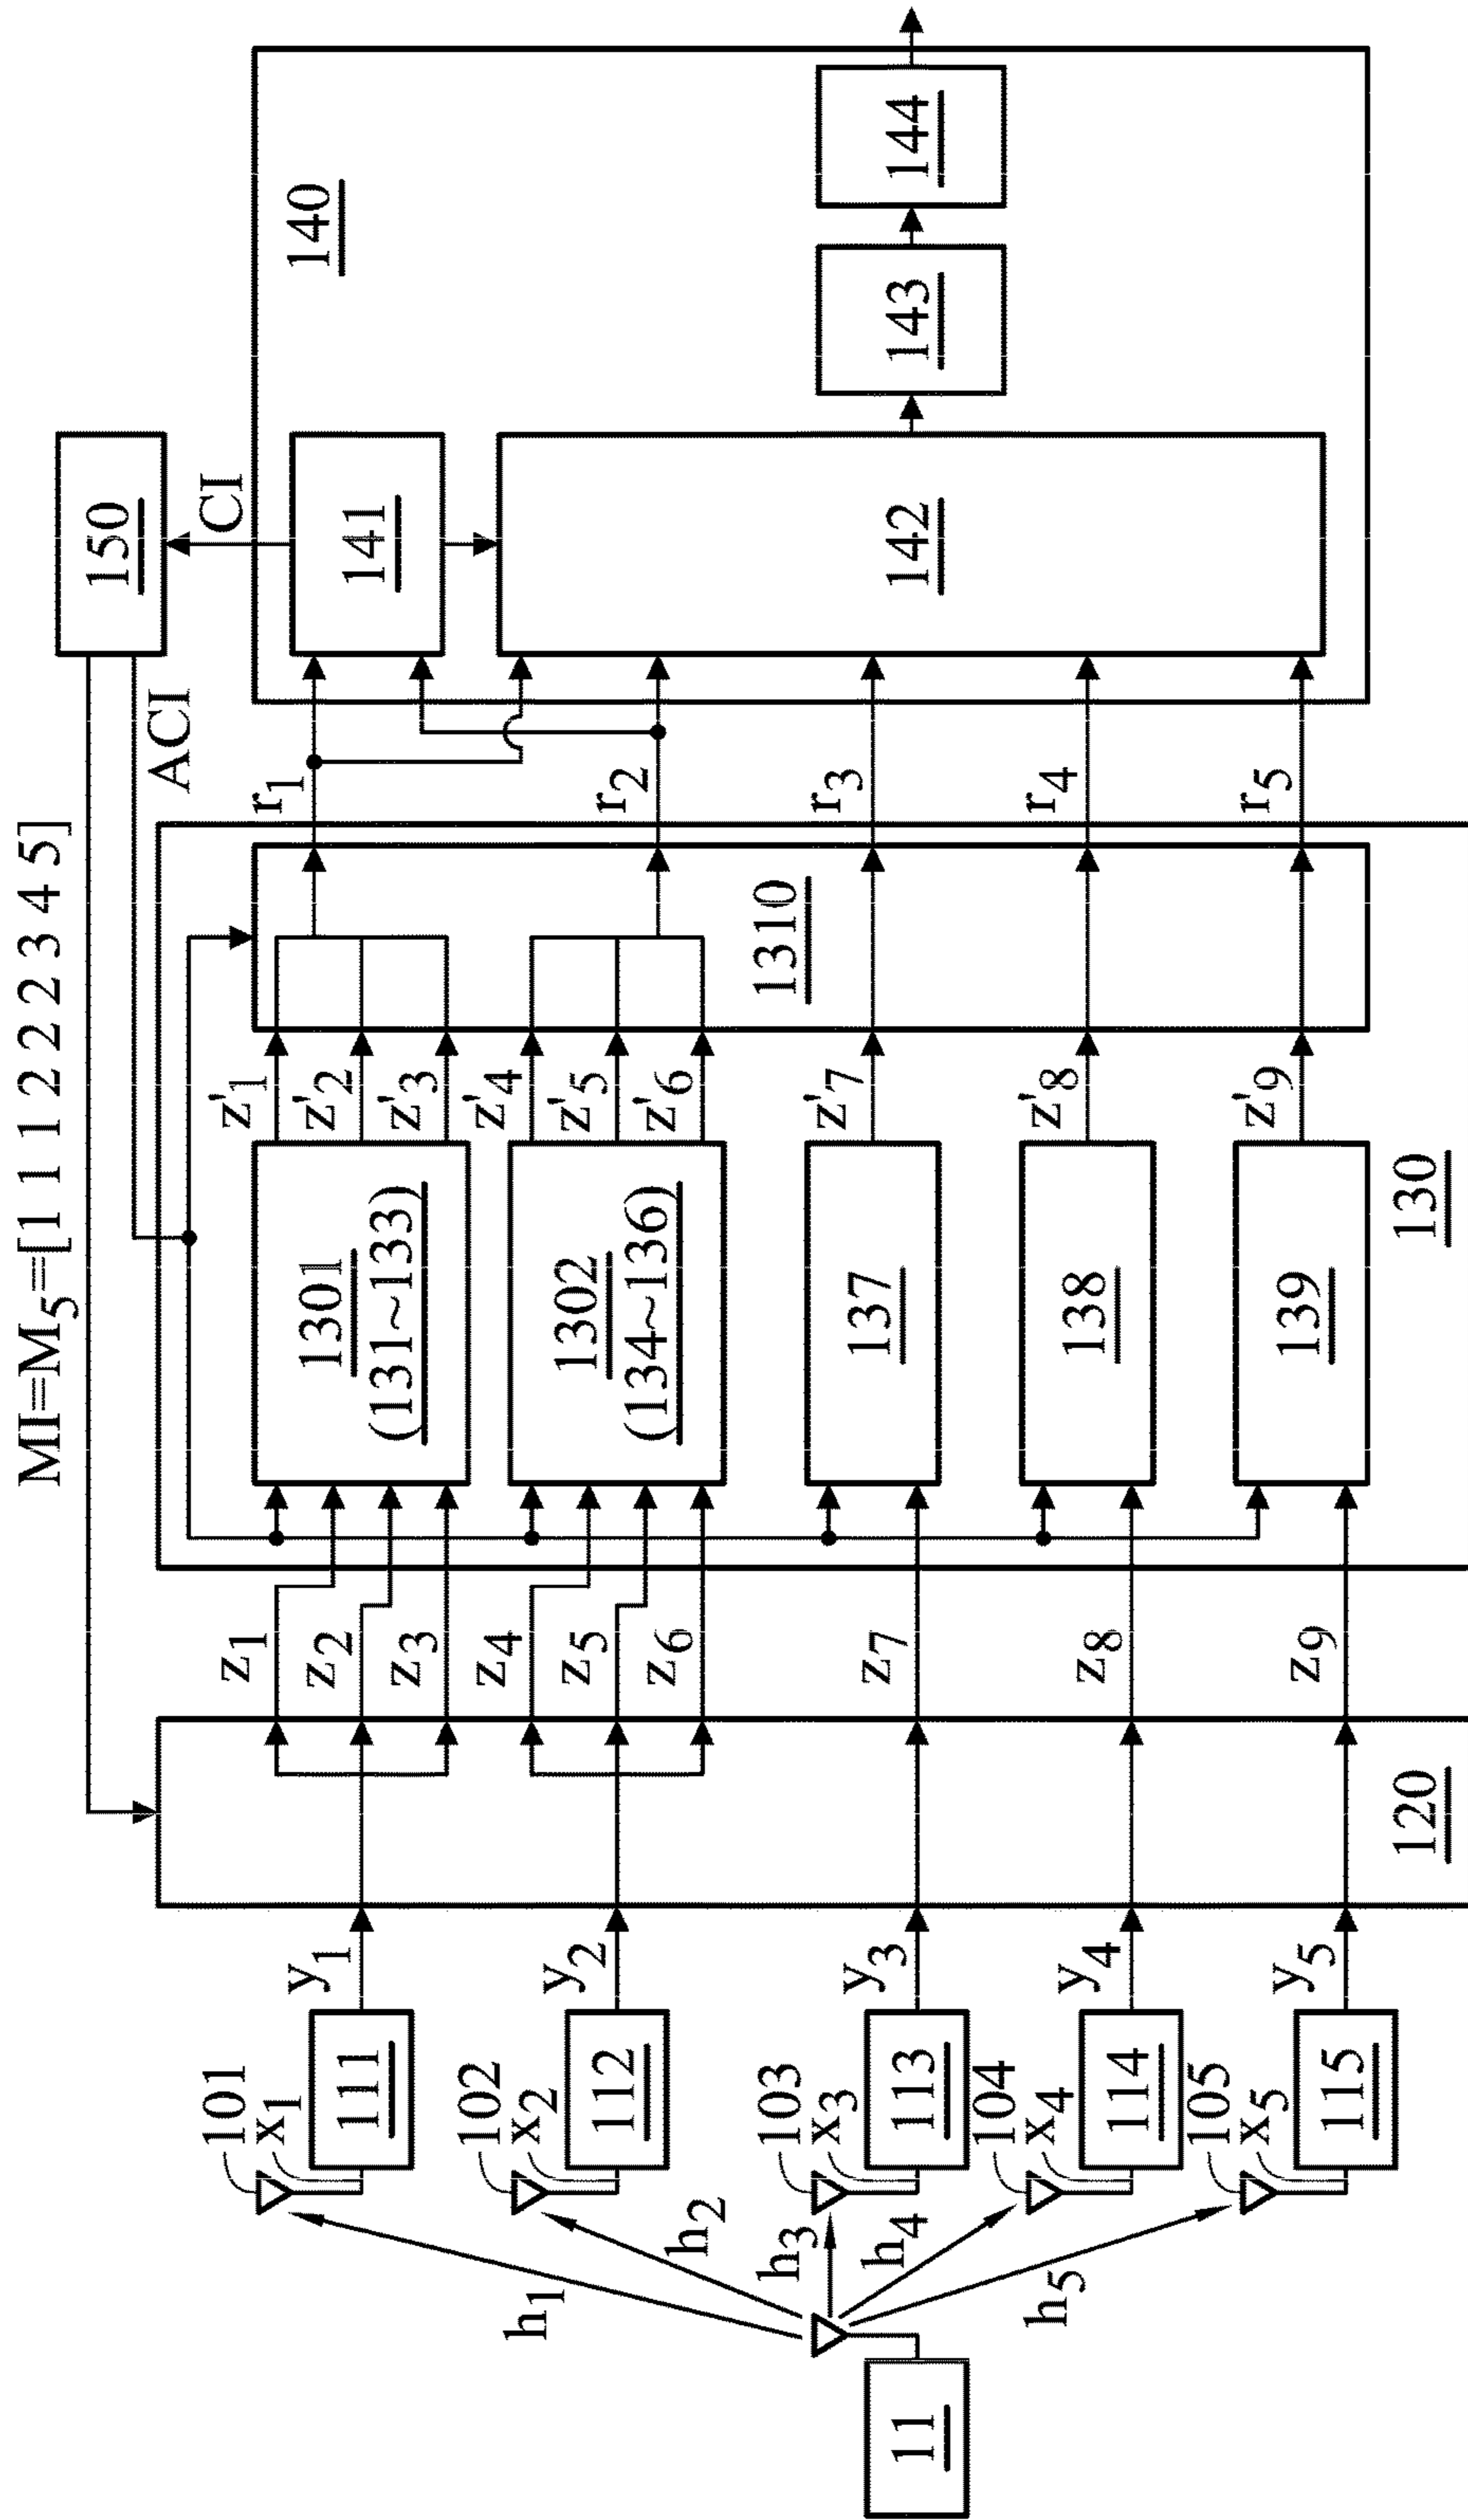 MI=M5=[1 1 1 2 2 2 3 4 5]
ACI
150
CI
11
h1
h2
h3
h4
h5
101
x1
111
y1
102
x2
112
y2
103
x3
113
y3
104
x4
114
y4
105
x5
115
y5
120
z1
z2
z3
z4
z5
z6
z7
z8
z9
1301
(131~133)
1302
(134~136)
137
138
139
130
z'1
z'2
z'3
z'4
z'5
z'6
z'7
z'8
z'9
1310
r1
r2
r3
r4
r5
141
142
143
144
140